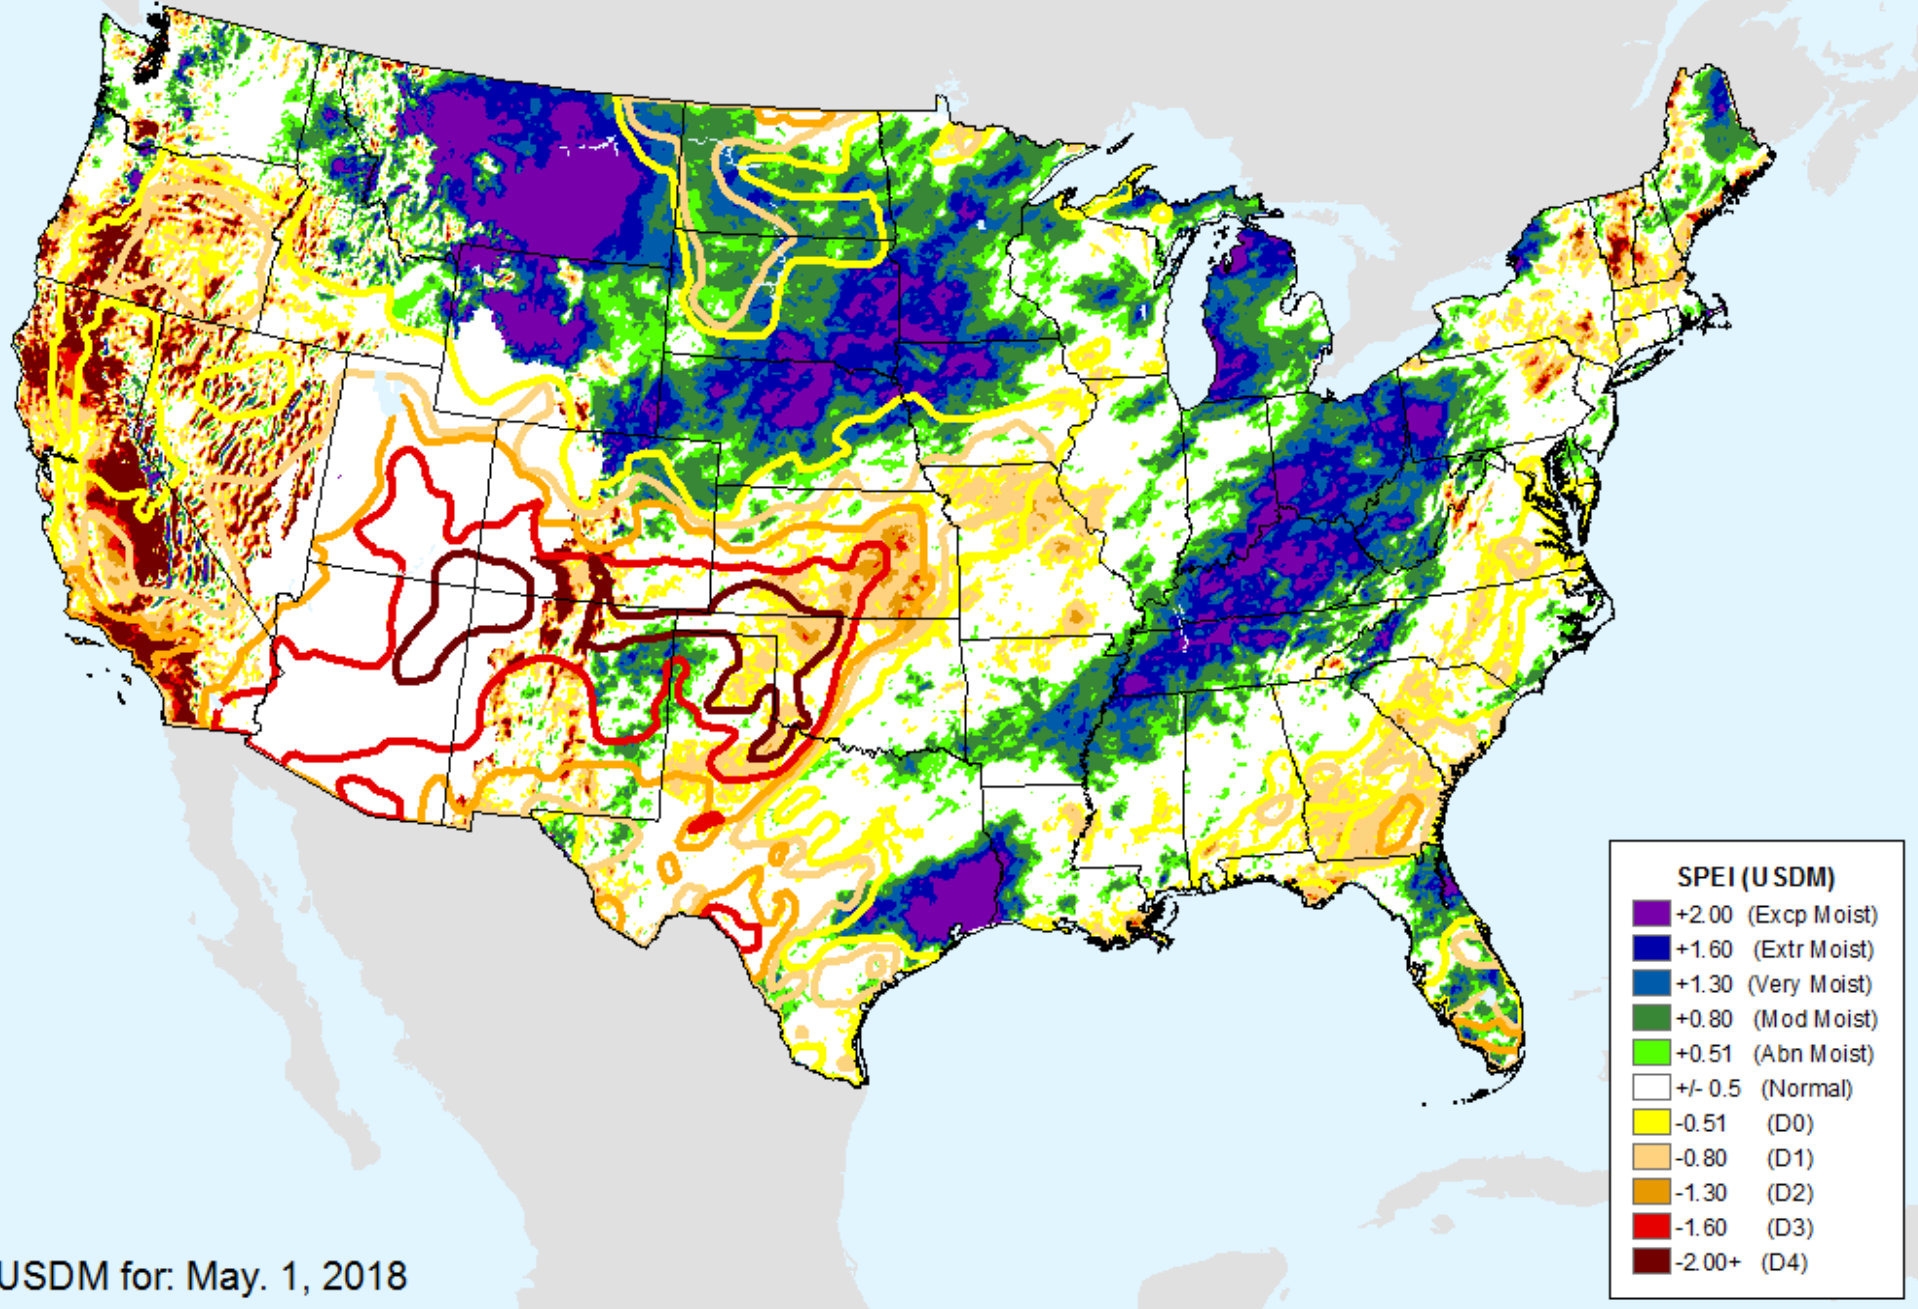 SPEI (USDM)
+2.00 (Excp Moist)
+1.60 (Extr Moist)
+1.30 (Very Moist)
+0.80 (Mod Moist)
+0.51 (Abn Moist)
+/- 0.5 (Normal)
-0.51 (D0)
-0.80 (D1)
-1.30 (D2)
-1.60 (D3)
-2.00+ (D4)
USDM for: May. 1, 2018